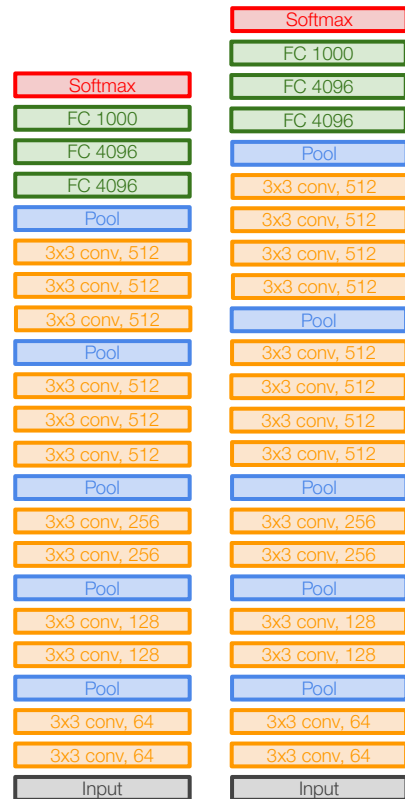 Softmax
FC 1000
FC 4096
FC 4096
Pool
3x3 conv, 512
3x3 conv, 512
3x3 conv, 512
Pool
3x3 conv, 512
3x3 conv, 512
3x3 conv, 512
Pool
3x3 conv, 256
3x3 conv, 256
Pool
3x3 conv, 128
3x3 conv, 128
Pool
3x3 conv, 64
3x3 conv, 64
Input
Softmax
FC 1000
FC 4096
FC 4096
Pool
3x3 conv, 512
3x3 conv, 512
3x3 conv, 512
3x3 conv, 512
Pool
3x3 conv, 512
3x3 conv, 512
3x3 conv, 512
3x3 conv, 512
Pool
3x3 conv, 256
3x3 conv, 256
Pool
3x3 conv, 128
3x3 conv, 128
Pool
3x3 conv, 64
3x3 conv, 64
Input